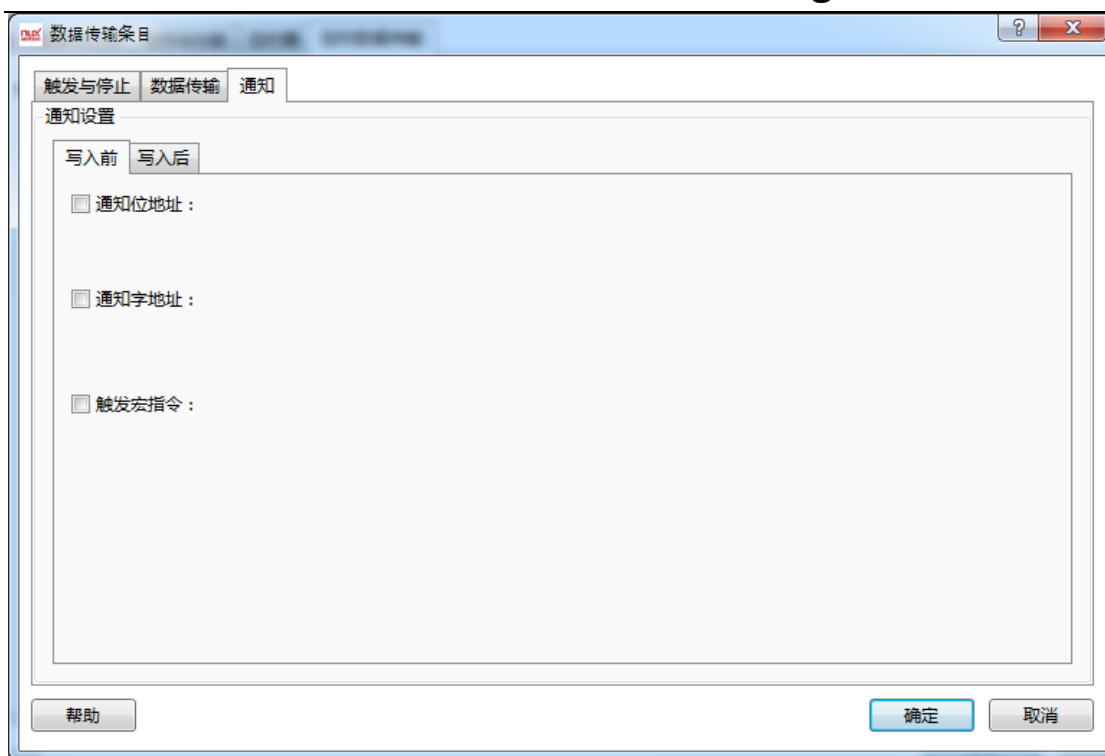 数据传输条目
触发与停止 数据传输 通知
通知设置
写入前 写入后
通知位地址：
通知字地址：
触发宏指令：
帮助 确定 取消